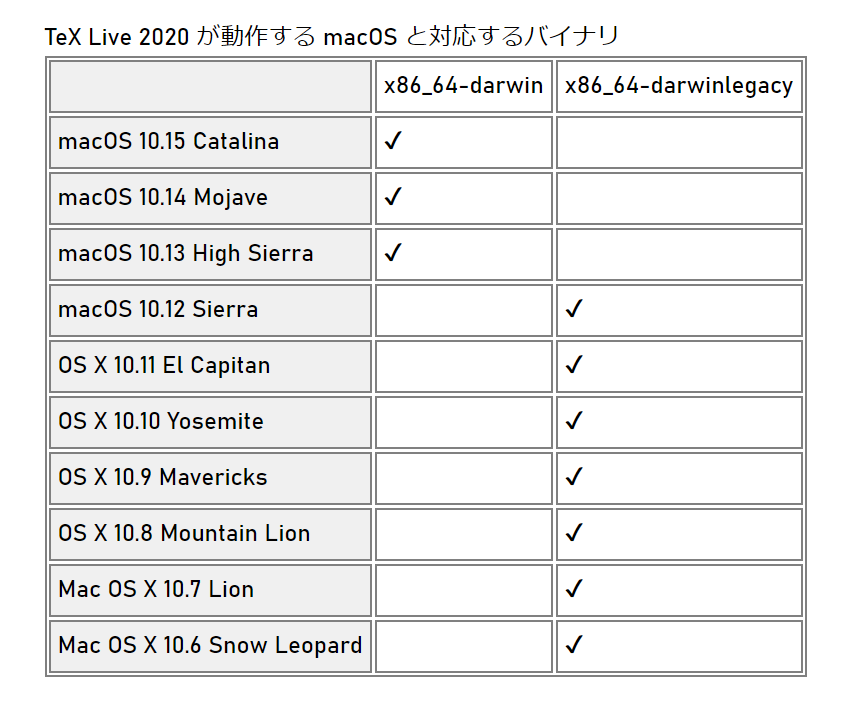 TeX Live 2020 が動作する macOS と対応するバイナリ
x86_64-darwin x86_64-darwinlegacy
macOS 10.15 Catalina ✓
macOS 10.14 Mojave ✓
macOS 10.13 High Sierra ✓
macOS 10.12 Sierra ✓
OS X 10.11 El Capitan ✓
OS X 10.10 Yosemite ✓
OS X 10.9 Mavericks ✓
OS X 10.8 Mountain Lion ✓
Mac OS X 10.7 Lion ✓
Mac OS X 10.6 Snow Leopard ✓